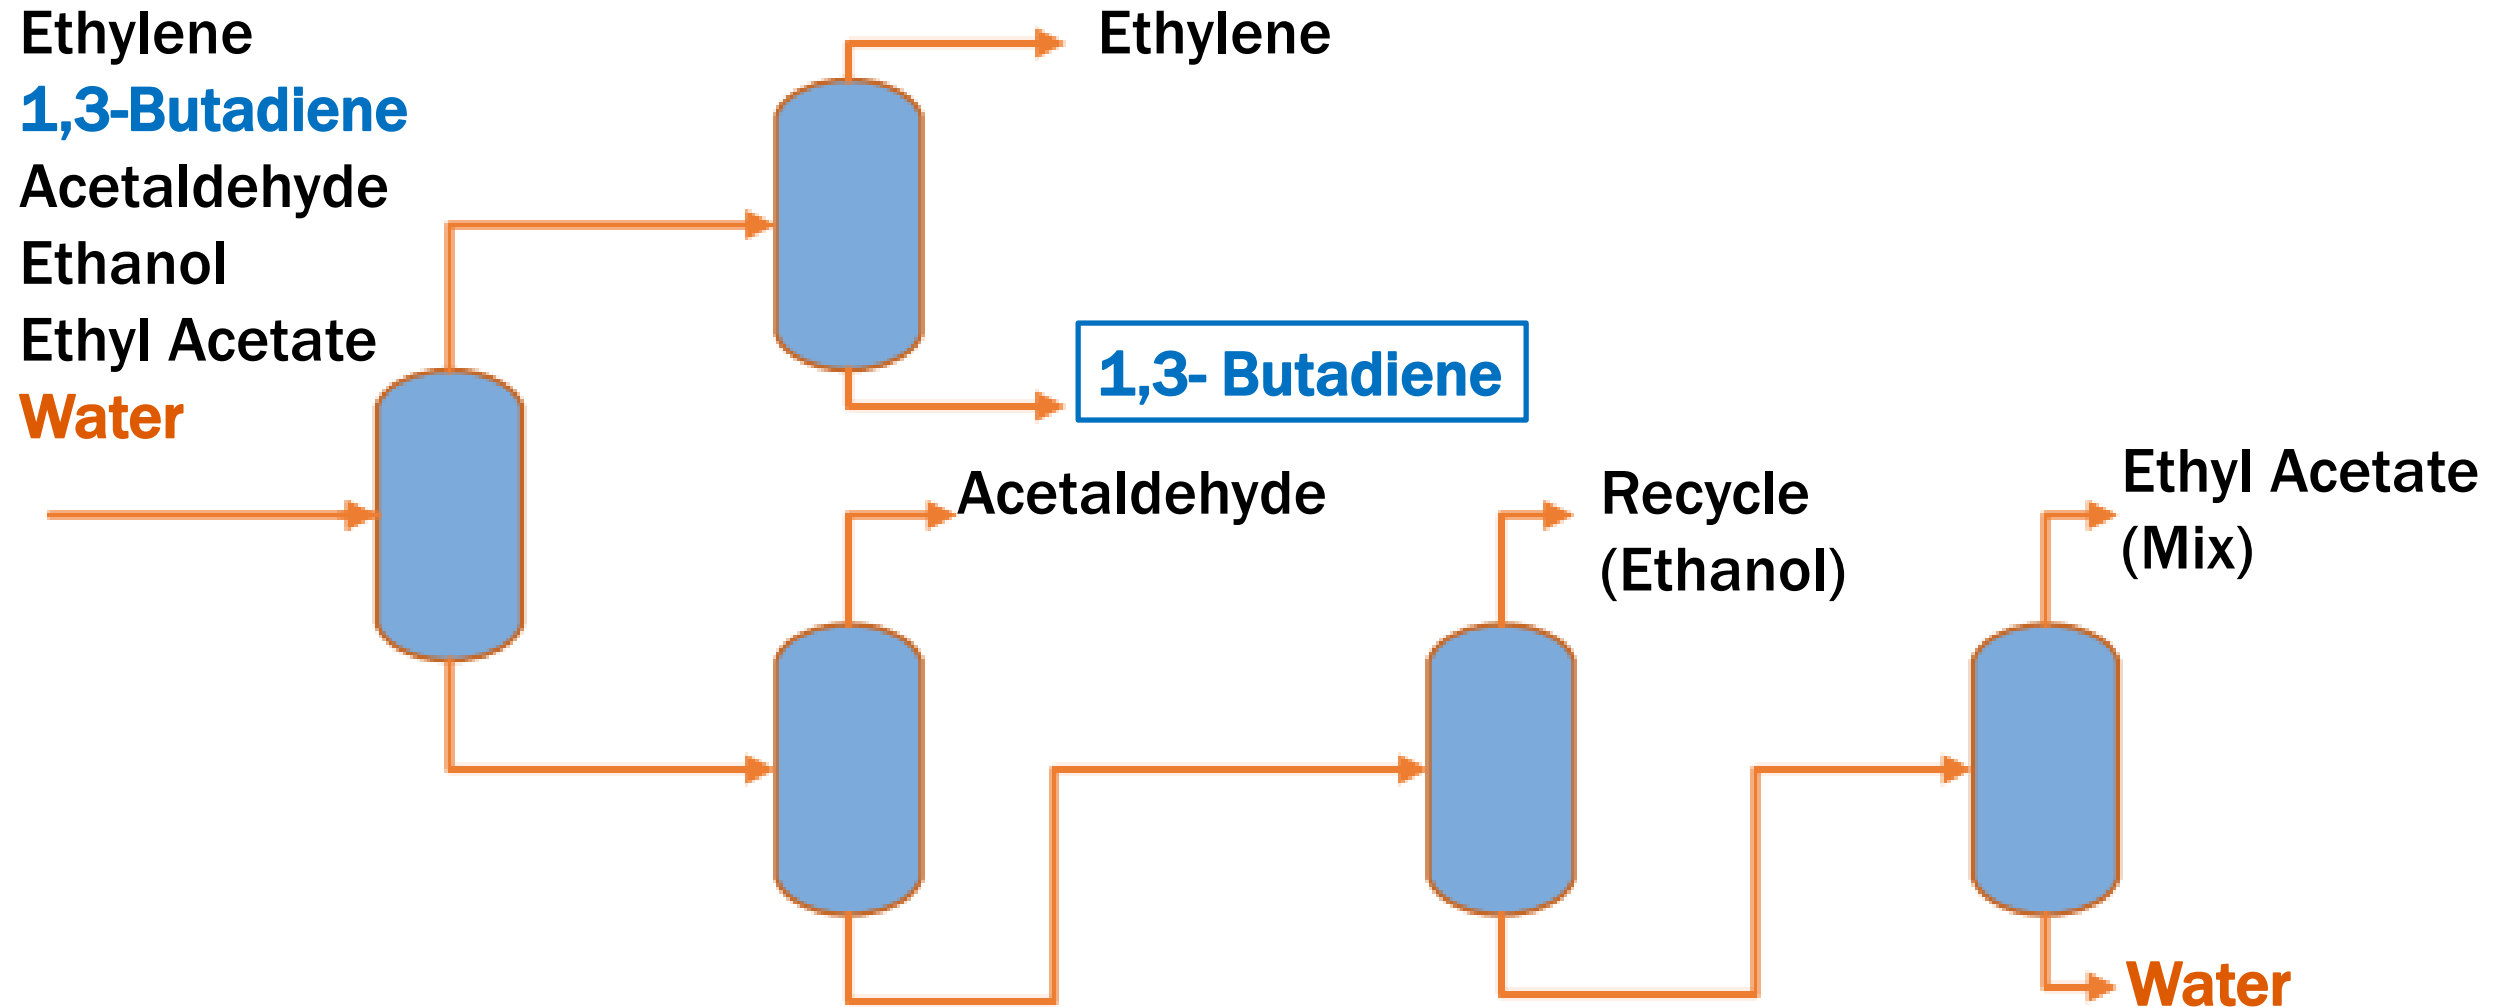 Ethylene
1,3-Butadiene
Acetaldehyde
Ethanol
Ethyl Acetate
Water
Ethylene
1,3- Butadiene
Acetaldehyde
Recycle
(Ethanol)
Ethyl Acetate
(Mix)
Water